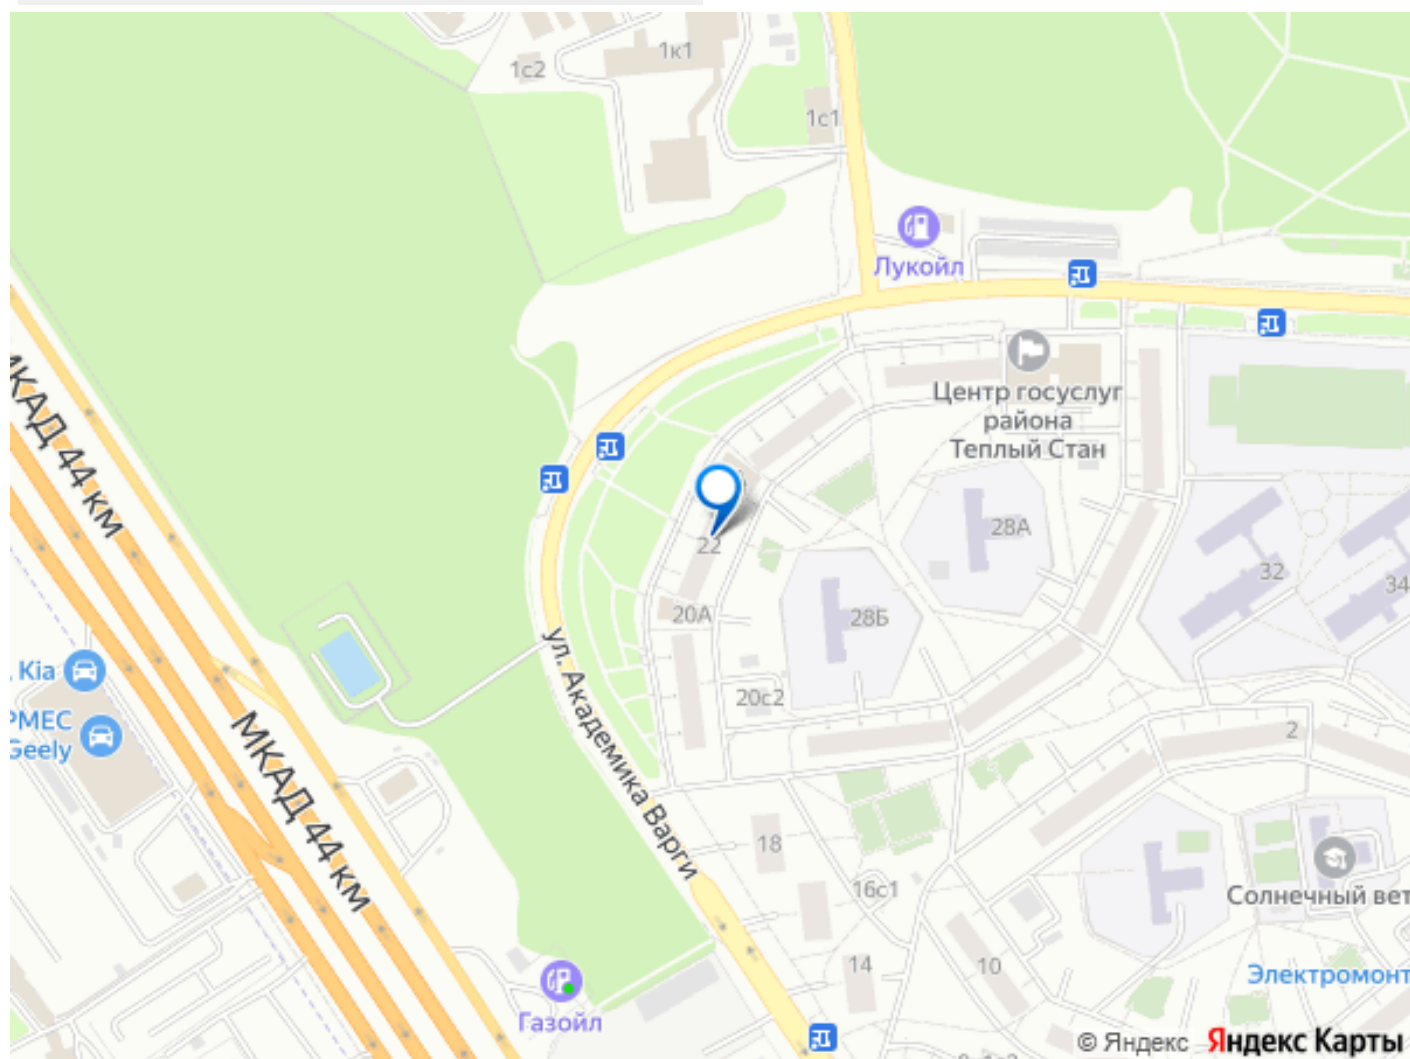 1к1
1с2
1с1
Лукойл
Центр госуслуг
района
Теплый Стан
МКАД 44 км
28А
22
32
34
20А
28Б
ул. Академика Варги
Kia
20с2
РМЕС
Geely
2
МКАД 44 км
18
16с1
Солнечный вет
14
10
Электромонт
Газойл
© Яндекс Яндекс Карты